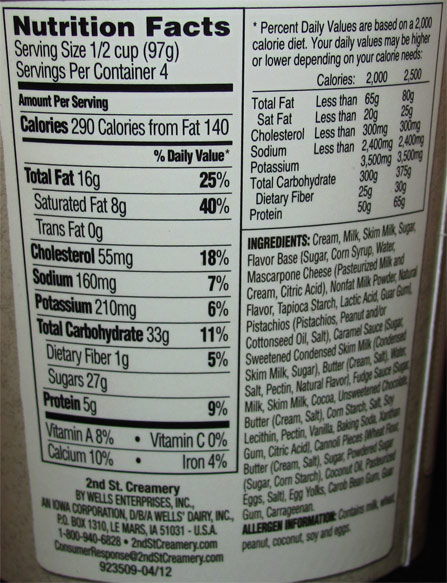 Nutrition Facts
Serving Size 1/2 cup (97g)
Servings Per Container 4
Amount Per Serving
Calories 290 Calories from Fat 140
% Daily Value*
Total Fat 16g 25%
Saturated Fat 8g 40%
Trans Fat 0g
Cholesterol 55mg 18%
Sodium 160mg 7%
Potassium 210mg 6%
Total Carbohydrate 33g 11%
Dietary Fiber 1g 5%
Sugars 27g
Protein 5g 9%
Vitamin A 8% • Vitamin C 0%
Calcium 10% • Iron 4%
2nd St. Creamery
BY WELLS ENTERPRISES, INC.,
AN IOWA CORPORATION, D/B/A WELLS' DAIRY, INC.,
P.O. BOX 1310, LE MARS, IA 51031 - U.S.A.
1-800-940-6828 • 2ndStCreamery.com
ConsumerResponse@2ndStCreamery.com
923509-04/12
* Percent Daily Values are based on a 2,000
calorie diet. Your daily values may be higher
or lower depending on your calorie needs:
Calories: 2,000 2,500
Total Fat Less than 65g 80g
Sat Fat Less than 20g 25g
Cholesterol Less than 300mg 300mg
Sodium Less than 2,400mg 2,400mg
Potassium 3,500mg 3,500mg
Total Carbohydrate 300g 375g
Dietary Fiber 25g 30g
Protein 50g 65g
INGREDIENTS: Cream, Milk, Skim Milk, Sugar,
Flavor Base (Sugar, Corn Syrup, Water,
Mascarpone Cheese (Pasteurized Milk and
Cream, Citric Acid), Nonfat Milk Powder, Natural
Flavor, Tapioca Starch, Lactic Acid, Guar Gum),
Pistachios (Pistachios, Peanut and/or
Cottonseed Oil, Salt), Caramel Sauce (Sugar,
Sweetened Condensed Skim Milk (Condensed
Skim Milk, Sugar), Butter (Cream, Salt), Water,
Salt, Pectin, Natural Flavor), Fudge Sauce (Sugar,
Milk, Skim Milk, Cocoa, Unsweetened Chocolate,
Butter (Cream, Salt), Corn Starch, Salt, Soy
Lecithin, Pectin, Vanilla, Baking Soda, Xanthan
Gum, Citric Acid), Cannoli Pieces (Wheat Flour,
Butter (Cream, Salt), Sugar, Powdered Sugar
(Sugar, Corn Starch), Coconut Oil, Pasteurized
Eggs, Salt), Egg Yolks, Carob Bean Gum, Guar
Gum, Carrageenan.
ALLERGEN INFORMATION: Contains milk, wheat,
peanut, coconut, soy and eggs.